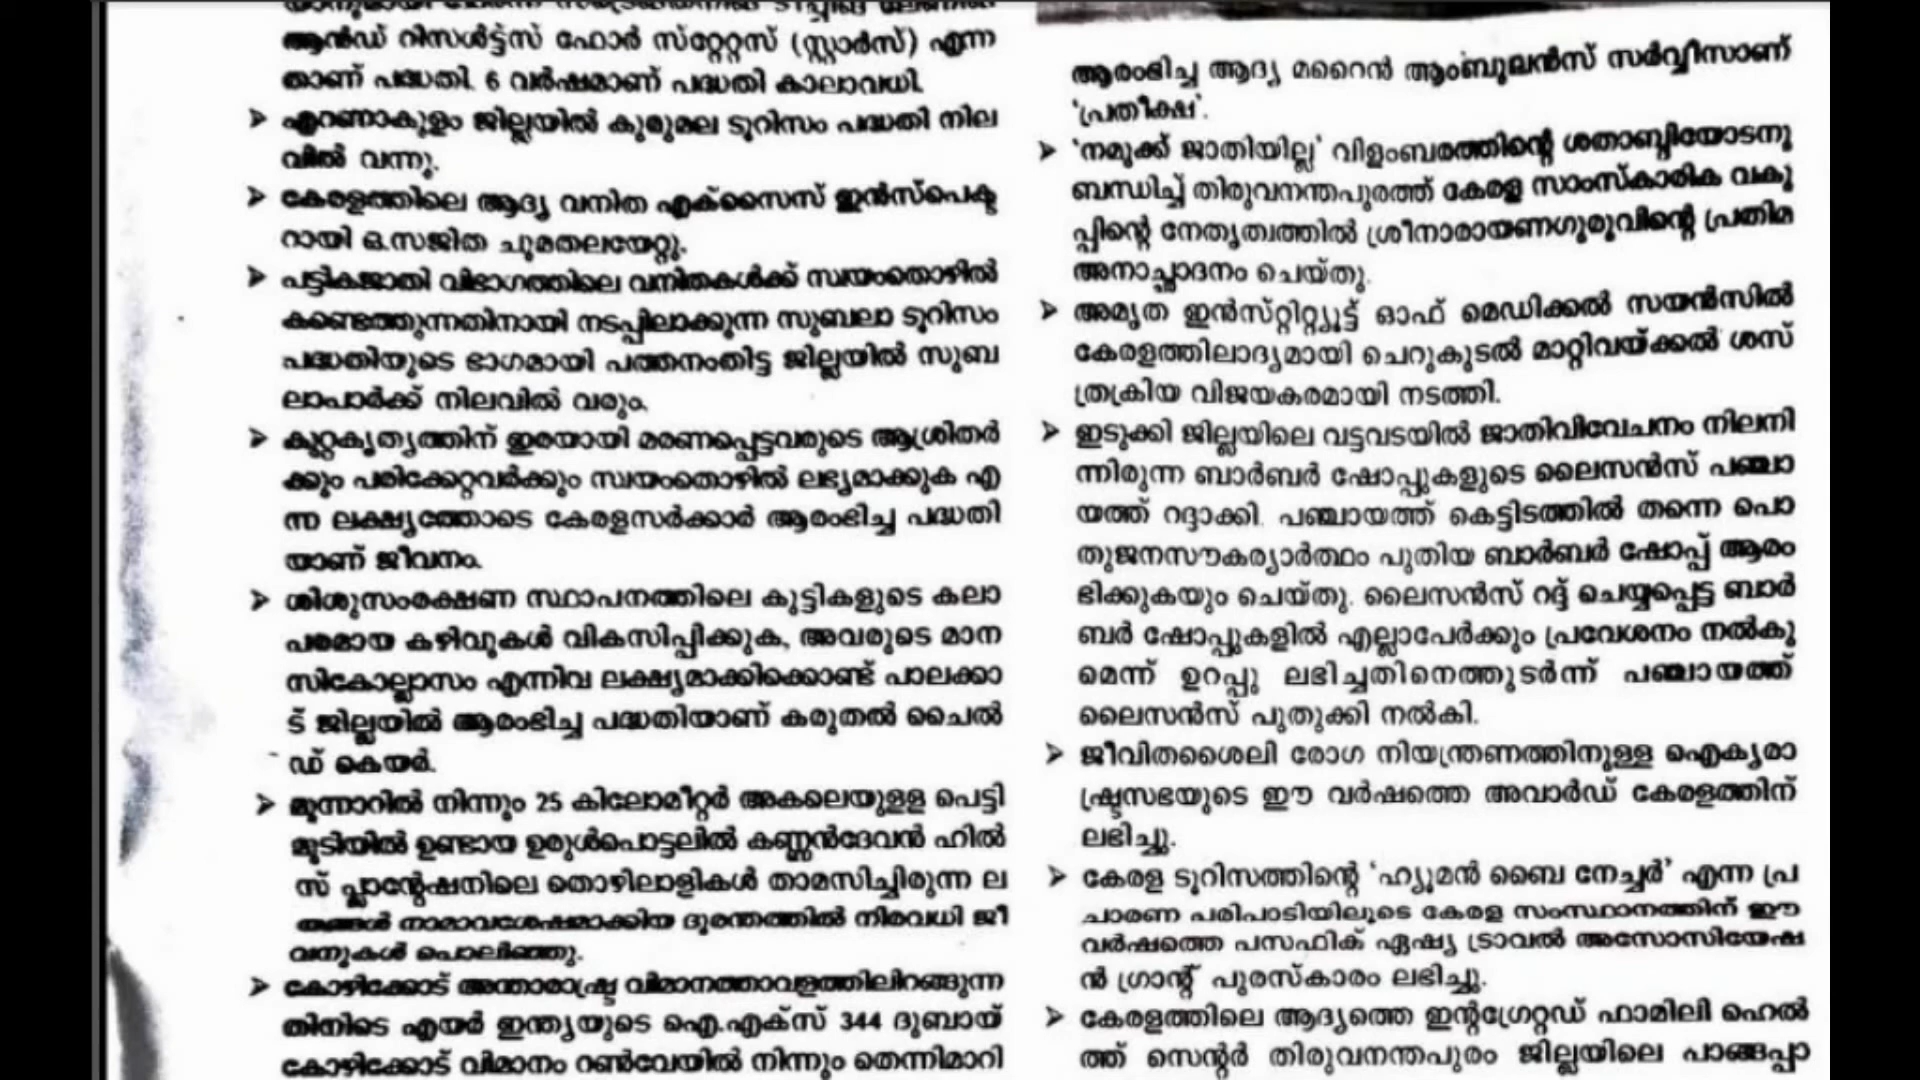 ആൻഡ് റിസൾട്ട്സ് ഫോർ സ്റ്റേറ്റസ് (സ്റ്റാർസ്) എന്ന
താണ് പദ്ധതി. 6 വർഷമാണ് പദ്ധതി കാലാവധി.
➤ എറണാകുളം ജില്ലയിൽ കുരുമല ടൂറിസം പദ്ധതി നില
വിൽ വന്നു.
➤ കേരളത്തിലെ ആദ്യ വനിത എക്സൈസ് ഇൻസ്പെക്ട
റായി ഒ.സജിത ചുമതലയേറ്റു.
➤ പട്ടികജാതി വിഭാഗത്തിലെ വനിതകൾക്ക് സ്വയംതൊഴിൽ
കണ്ടെത്തുന്നതിനായി നടപ്പിലാക്കുന്ന സുബലാ ടൂറിസം
പദ്ധതിയുടെ ഭാഗമായി പത്തനംതിട്ട ജില്ലയിൽ സുബ
ലാപാർക്ക് നിലവിൽ വരും.
➤ കുറ്റകൃത്യത്തിന് ഇരയായി മരണപ്പെട്ടവരുടെ ആശ്രിതർ
ക്കും പരിക്കേറ്റവർക്കും സ്വയംതൊഴിൽ ലഭ്യമാക്കുക എ
ന്ന ലക്ഷ്യത്തോടെ കേരളസർക്കാർ ആരംഭിച്ച പദ്ധതി
യാണ് ജീവനം.
➤ ശിശുസംരക്ഷണ സ്ഥാപനത്തിലെ കുട്ടികളുടെ കലാ
പരമായ കഴിവുകൾ വികസിപ്പിക്കുക, അവരുടെ മാന
സികോല്ലാസം എന്നിവ ലക്ഷ്യമാക്കിക്കൊണ്ട് പാലക്കാ
ട് ജില്ലയിൽ ആരംഭിച്ച പദ്ധതിയാണ് കരുതൽ ചൈൽ
ഡ് കെയർ.
➤ മൂന്നാറിൽ നിന്നും 25 കിലോമീറ്റർ അകലെയുള്ള പെട്ടി
മുടിയിൽ ഉണ്ടായ ഉരുൾപൊട്ടലിൽ കണ്ണൻദേവൻ ഹിൽ
സ് പ്ലാന്റേഷനിലെ തൊഴിലാളികൾ താമസിച്ചിരുന്ന ല
യങ്ങൾ നാമാവശേഷമാക്കിയ ദുരന്തത്തിൽ നിരവധി ജീ
വനുകൾ പൊലിഞ്ഞു.
➤ കോഴിക്കോട് അന്താരാഷ്ട്ര വിമാനത്താവളത്തിലിറങ്ങുന്ന
തിനിടെ എയർ ഇന്ത്യയുടെ ഐ.എക്സ് 344 ദുബായ്
കോഴിക്കോട് വിമാനം റൺവേയിൽ നിന്നും തെന്നിമാറി
ആരംഭിച്ച ആദ്യ മറൈൻ ആംബുലൻസ് സർവ്വീസാണ്
'പ്രതീക്ഷ'.
➤ 'നമുക്ക് ജാതിയില്ല' വിളംബരത്തിന്റെ ശതാബ്ദിയോടനു
ബന്ധിച്ച് തിരുവനന്തപുരത്ത് കേരള സാംസ്കാരിക വകു
പ്പിന്റെ നേതൃത്വത്തിൽ ശ്രീനാരായണഗുരുവിന്റെ പ്രതിമ
അനാച്ഛാദനം ചെയ്തു.
➤ അമൃത ഇൻസ്റ്റിറ്റ്യൂട്ട് ഓഫ് മെഡിക്കൽ സയൻസിൽ
കേരളത്തിലാദ്യമായി ചെറുകുടൽ മാറ്റിവയ്ക്കൽ ശസ്
ത്രക്രിയ വിജയകരമായി നടത്തി.
➤ ഇടുക്കി ജില്ലയിലെ വട്ടവടയിൽ ജാതിവിവേചനം നിലനി
ന്നിരുന്ന ബാർബർ ഷോപ്പുകളുടെ ലൈസൻസ് പഞ്ചാ
യത്ത് റദ്ദാക്കി. പഞ്ചായത്ത് കെട്ടിടത്തിൽ തന്നെ പൊ
തുജനസൗകര്യാർത്ഥം പുതിയ ബാർബർ ഷോപ്പ് ആരം
ഭിക്കുകയും ചെയ്തു. ലൈസൻസ് റദ്ദ് ചെയ്യപ്പെട്ട ബാർ
ബർ ഷോപ്പുകളിൽ എല്ലാപേർക്കും പ്രവേശനം നൽകു
മെന്ന് ഉറപ്പു ലഭിച്ചതിനെത്തുടർന്ന് പഞ്ചായത്ത്
ലൈസൻസ് പുതുക്കി നൽകി.
➤ ജീവിതശൈലി രോഗ നിയന്ത്രണത്തിനുള്ള ഐക്യരാ
ഷ്ട്രസഭയുടെ ഈ വർഷത്തെ അവാർഡ് കേരളത്തിന്
ലഭിച്ചു.
➤ കേരള ടൂറിസത്തിന്റെ 'ഹ്യൂമൻ ബൈ നേച്ചർ' എന്ന പ്ര
ചാരണ പരിപാടിയിലൂടെ കേരള സംസ്ഥാനത്തിന് ഈ
വർഷത്തെ പസഫിക് ഏഷ്യ ട്രാവൽ അസോസിയേഷ
ൻ ഗ്രാന്റ് പുരസ്കാരം ലഭിച്ചു.
➤ കേരളത്തിലെ ആദ്യത്തെ ഇന്റഗ്രേറ്റഡ് ഫാമിലി ഹെൽ
ത്ത് സെന്റർ തിരുവനന്തപുരം ജില്ലയിലെ പാങ്ങപ്പാ